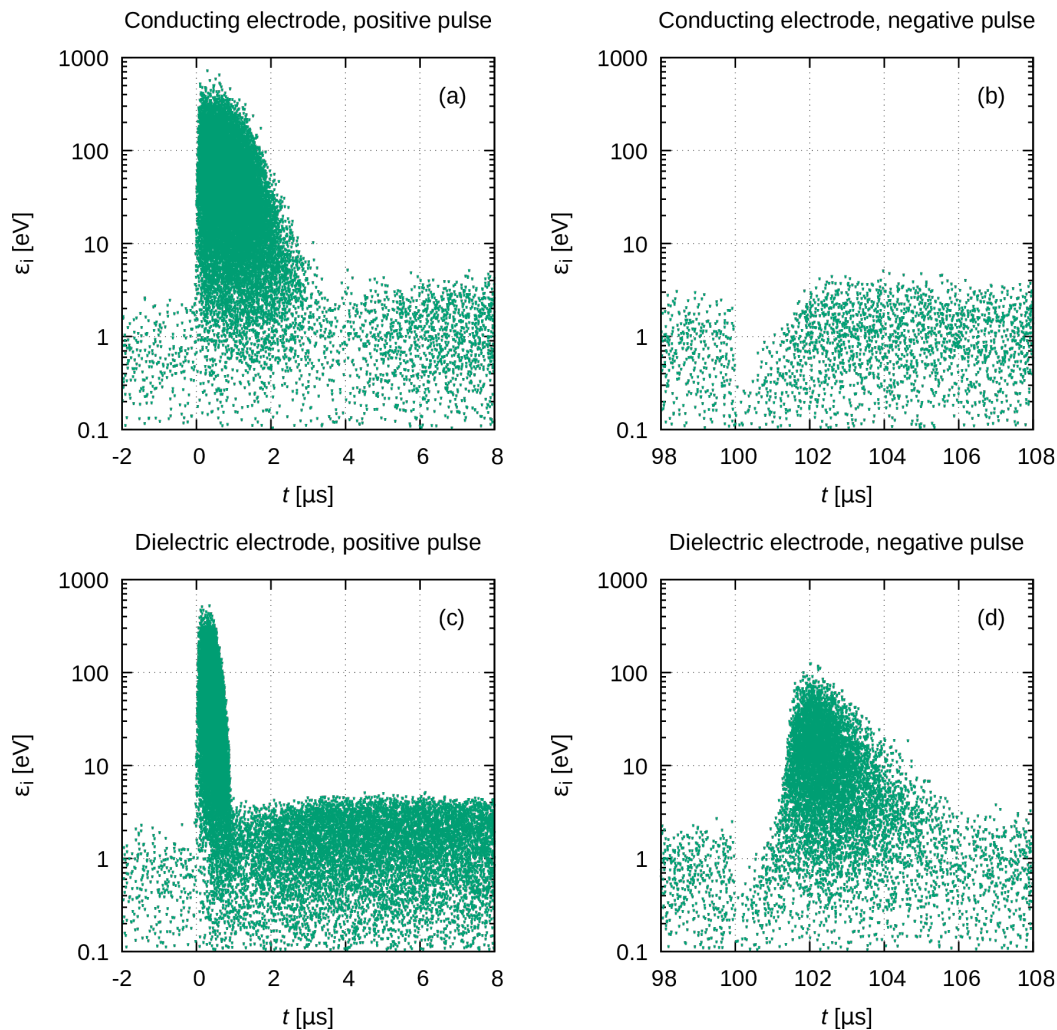 Conducting electrode, positive pulse
1000
100
10
1
0.1
εi [eV]
(a)
-2 0 2 4 6 8
t [µs]
Conducting electrode, negative pulse
1000
100
10
1
0.1
εi [eV]
(b)
98 100 102 104 106 108
t [µs]
Dielectric electrode, positive pulse
1000
100
10
1
0.1
εi [eV]
(c)
-2 0 2 4 6 8
t [µs]
Dielectric electrode, negative pulse
1000
100
10
1
0.1
εi [eV]
(d)
98 100 102 104 106 108
t [µs]